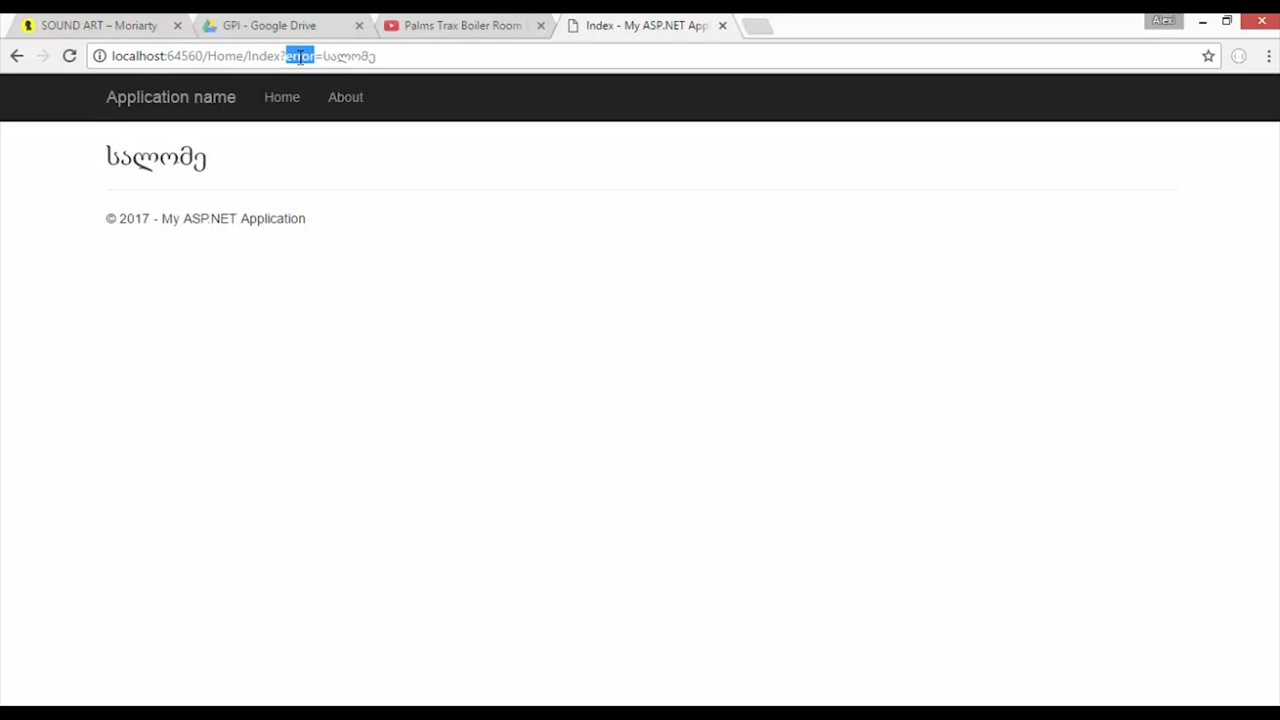 SOUND ART – Moriarty
GPI - Google Drive
Palms Trax Boiler Room
Index - My ASP.NET App
Alexi
localhost:64560/Home/Index?error=სალომე
Application name Home About
სალომე
© 2017 - My ASP.NET Application